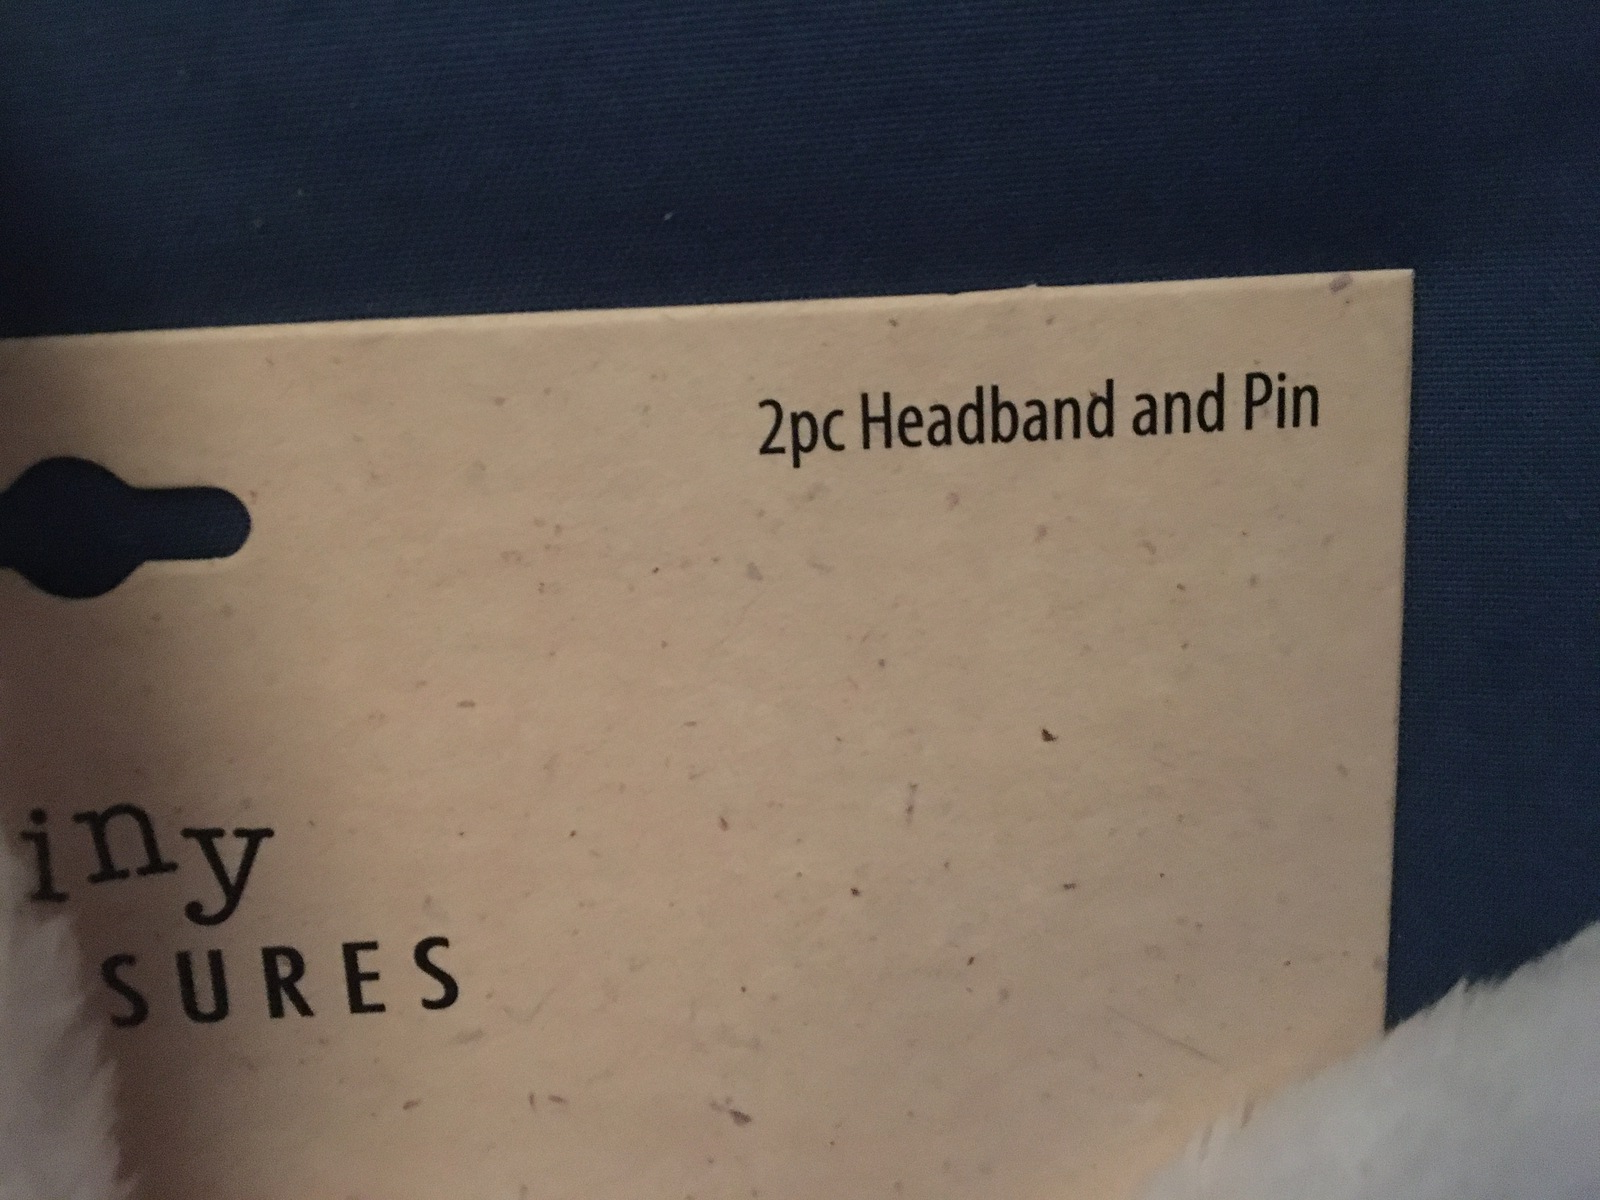 2pc Headband and Pin
iny
SURES